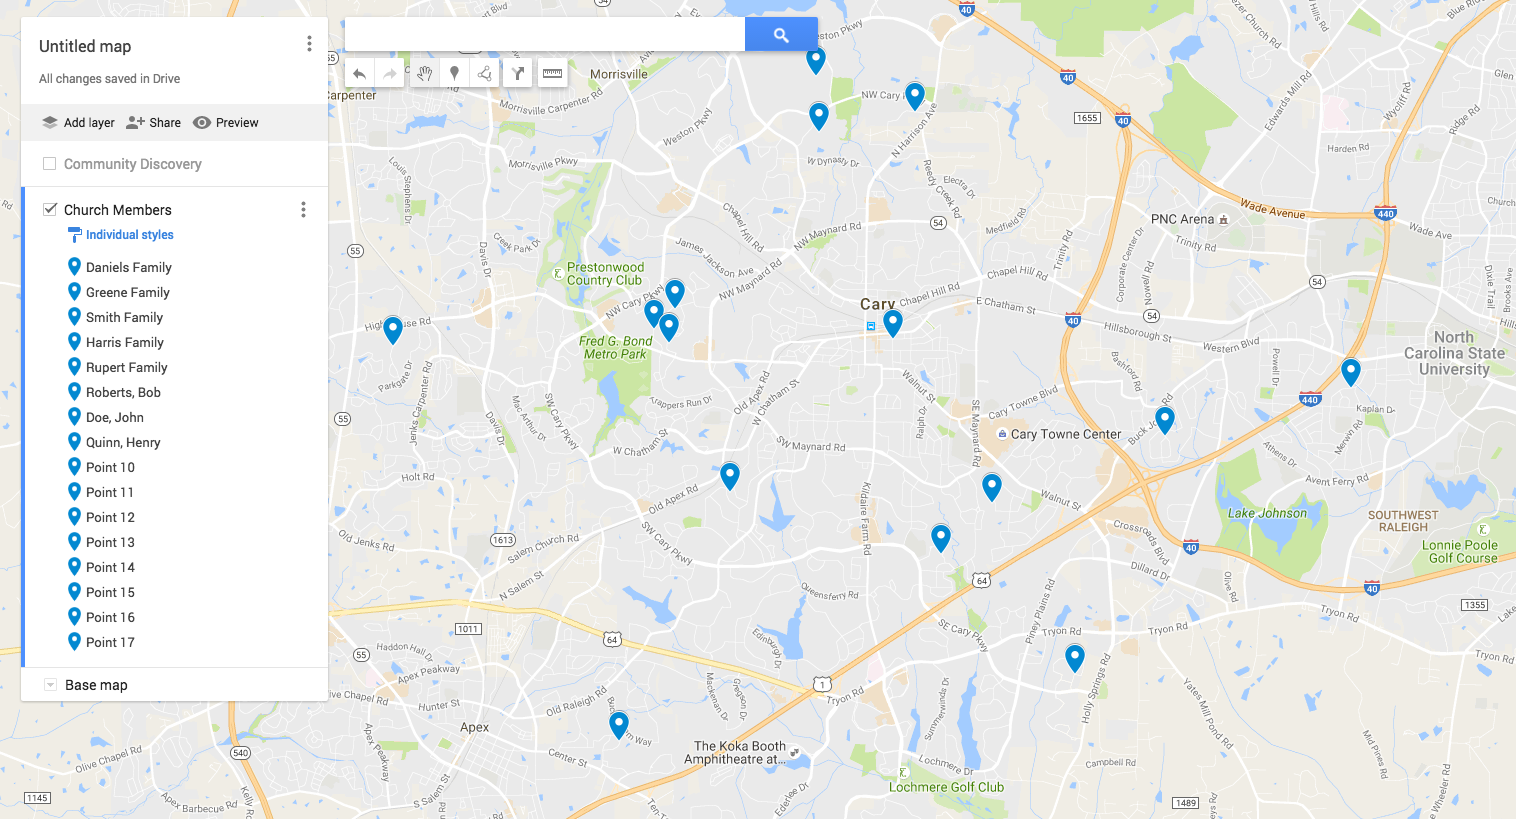 Untitled map
All changes saved in Drive
Add layer
Share
Preview
Community Discovery
Church Members
Individual styles
Daniels Family
Greene Family
Smith Family
Harris Family
Rupert Family
Roberts, Bob
Doe, John
Quinn, Henry
Point 10
Point 11
Point 12
Point 13
Point 14
Point 15
Point 16
Point 17
Base map
Morrisville
Carpenter
Morrisville Carpenter Rd
Weston Pkwy
Morrisville Pkwy
Louis Stephens Dr
NW Cary
N Harrison Ave
W Dynasty Dr
Electra Dr
Reedy Creek Rd
Medfield Rd
Trinity Rd
Edwards Mill Rd
Wycliff Rd
Ridge Rd
Harden Rd
Blue Ridge
Glen
Church
40
40
40
1655
Wade Avenue
440
Wade Ave
PNC Arena
Trinity Rd
Corporate Center Dr
Nowell Rd
54
54
54
55
55
55
Davis Dr
Creek Park Dr
Prestonwood
Country Club
NW Cary Pkwy
James Jackson Ave
Chapel Hill Rd
NW Maynard Rd
NW Maynard Rd
Chapel Hill Rd
Chapel Hill Rd
E Chatham St
Cary
Hillsborough St
Western Blvd
Powell Dr
Dixie Trail
Brooks Ave
North
Carolina State
University
Fred G. Bond
Metro Park
Parkgate Dr
Jenks Carpenter Rd
Mac Arthur Dr
Davis Dr
SW Cary Pkwy
Trappers Run Dr
Old Apex Rd
W Chatham St
W Chatham St
Walnut St
Ralph Dr
SE Maynard Rd
Cary Towne Blvd
Cary Towne Center
Bashford Rd
440
Kaplan Dr
Merwin Rd
Athens Dr
Avent Ferry Rd
SW Maynard Rd
Holt Rd
Old Apex Rd
Kildaire Farm Rd
Walnut St
Crossroads Blvd
Lake Johnson
SOUTHWEST
RALEIGH
Lonnie Poole
Golf Course
Old Jenks Rd
1613
Salem Church Rd
N Salem St
SW Cary Pkwy
Queensferry Rd
64
40
40
Dillard Dr
Piney Plains Rd
1355
Tryon Rd
Tryon Rd
Tryon Rd
Tryon Rd
1011
64
Edinburgh Dr
SE Cary Pkwy
Haddon Hall Dr
Apex Peakway
1
Tryon Rd
Holly Springs Rd
Yates Mill Pond Rd
Olive Chapel Rd
Hunter St
Old Raleigh Rd
Mackenan Dr
Gregson Dr
Summerwinds Dr
Apex
The Koka Booth
Amphitheatre at...
Lochmere Dr
Lochmere Golf Club
Campbell Rd
Mid Pines Rd
Lake Wheeler Rd
540
Olive Chapel Rd
Apex Peakway
1145
Apex Barbecue Rd
Kelly Rd
S Salem St
Ten-Ten
Ederlee Dr
1489